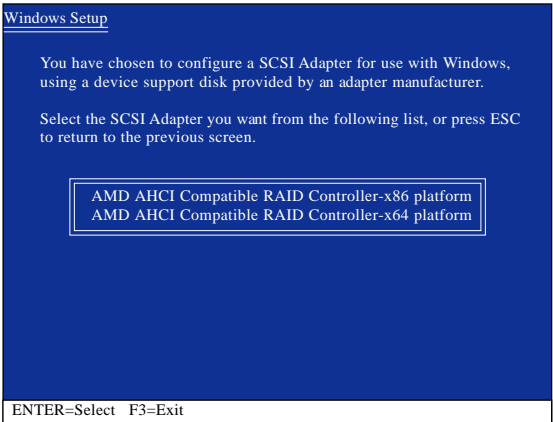 Windows Setup
You have chosen to configure a SCSI Adapter for use with Windows,
using a device support disk provided by an adapter manufacturer.
Select the SCSI Adapter you want from the following list, or press ESC
to return to the previous screen.
AMD AHCI Compatible RAID Controller-x86 platform
AMD AHCI Compatible RAID Controller-x64 platform
ENTER=Select F3=Exit